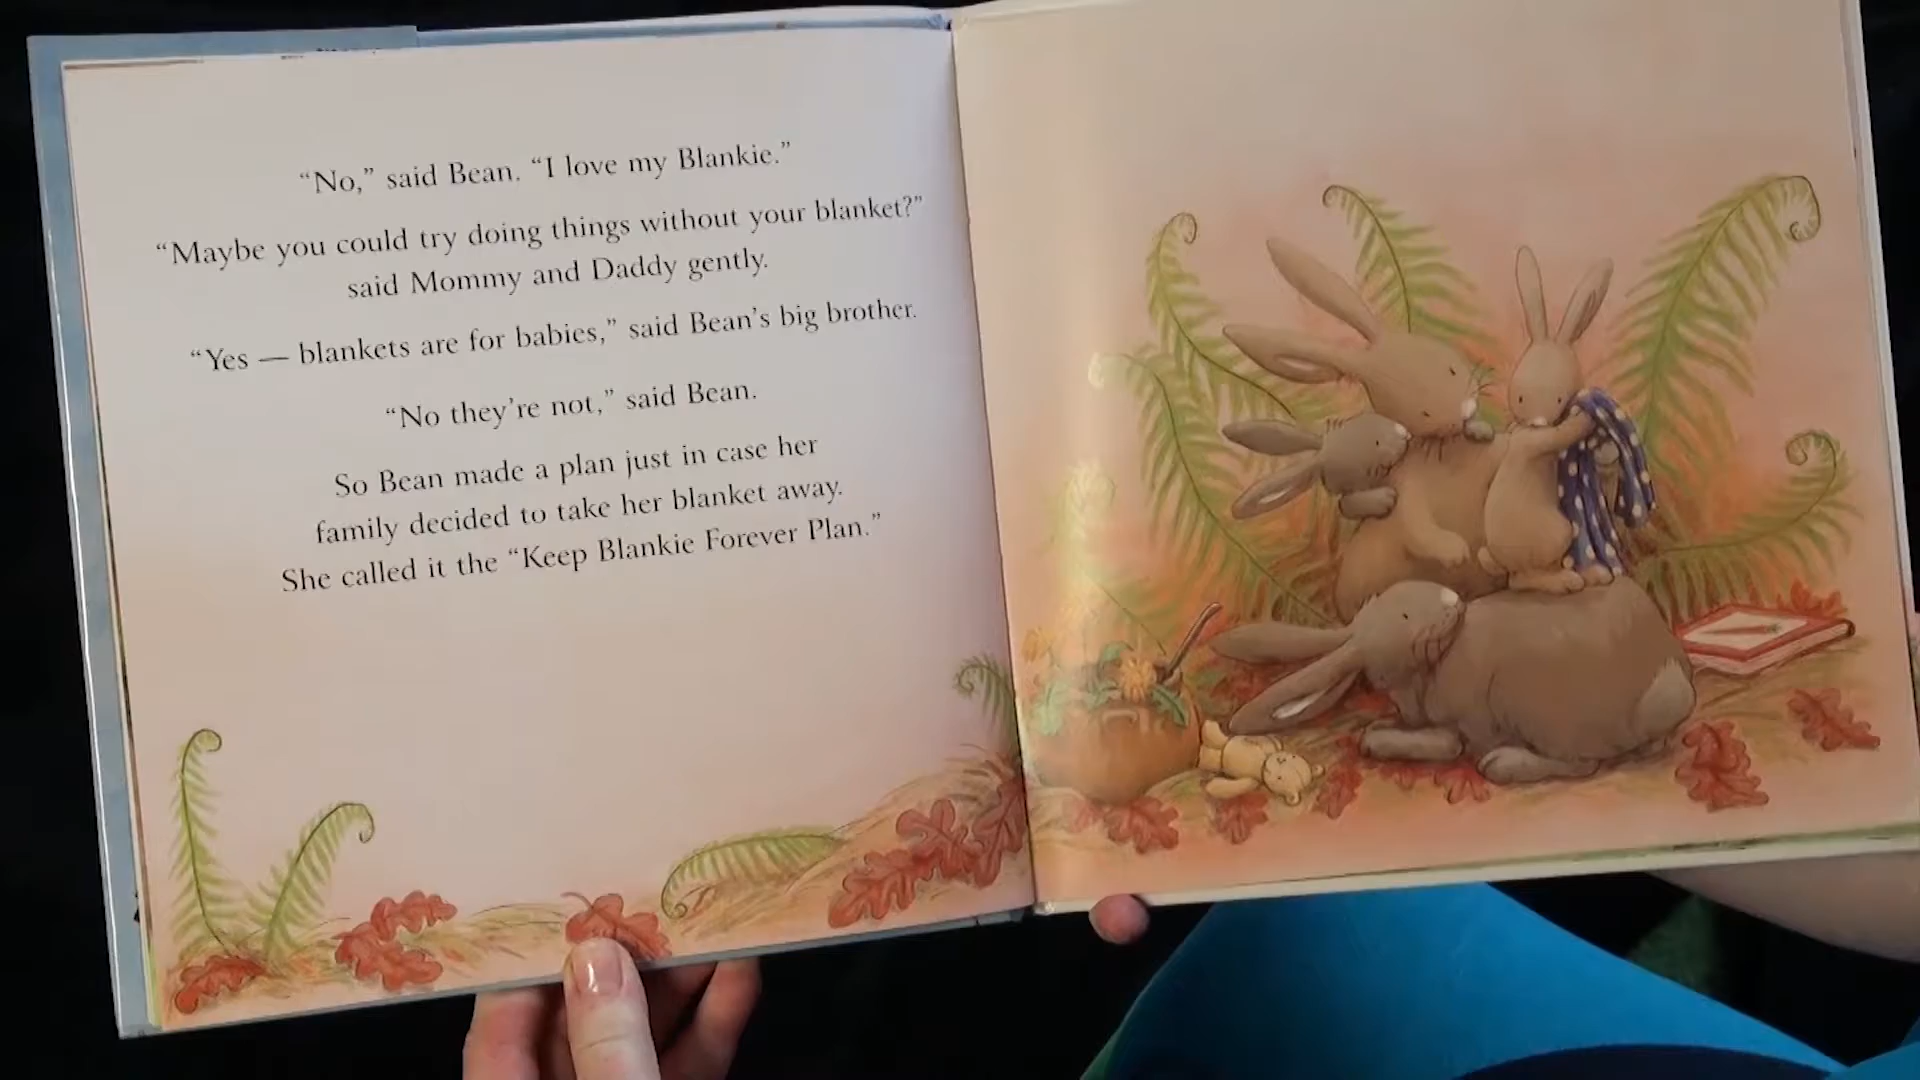 “No,” said Bean. “I love my Blankie.”
“Maybe you could try doing things without your blanket?”
said Mommy and Daddy gently.
“Yes — blankets are for babies,” said Bean’s big brother.
“No they’re not,” said Bean.
So Bean made a plan just in case her
family decided to take her blanket away.
She called it the “Keep Blankie Forever Plan.”